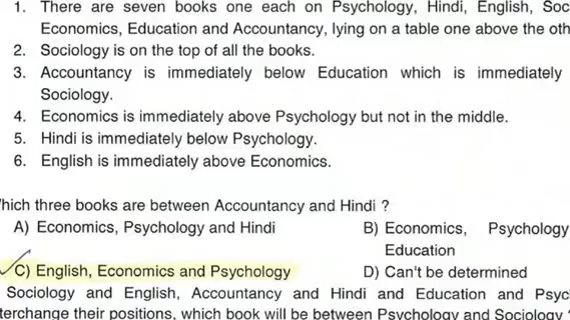 1. There are seven books one each on Psychology, Hindi, English, Soc
Economics, Education and Accountancy, lying on a table one above the oth
2. Sociology is on the top of all the books.
3. Accountancy is immediately below Education which is immediately
Sociology.
4. Economics is immediately above Psychology but not in the middle.
5. Hindi is immediately below Psychology.
6. English is immediately above Economics.
hich three books are between Accountancy and Hindi ?
A) Economics, Psychology and Hindi B) Economics, Psychology
Education
C) English, Economics and Psychology D) Can't be determined
Sociology and English, Accountancy and Hindi and Education and Psyc
terchange their positions, which book will be between Psychology and Sociology ?